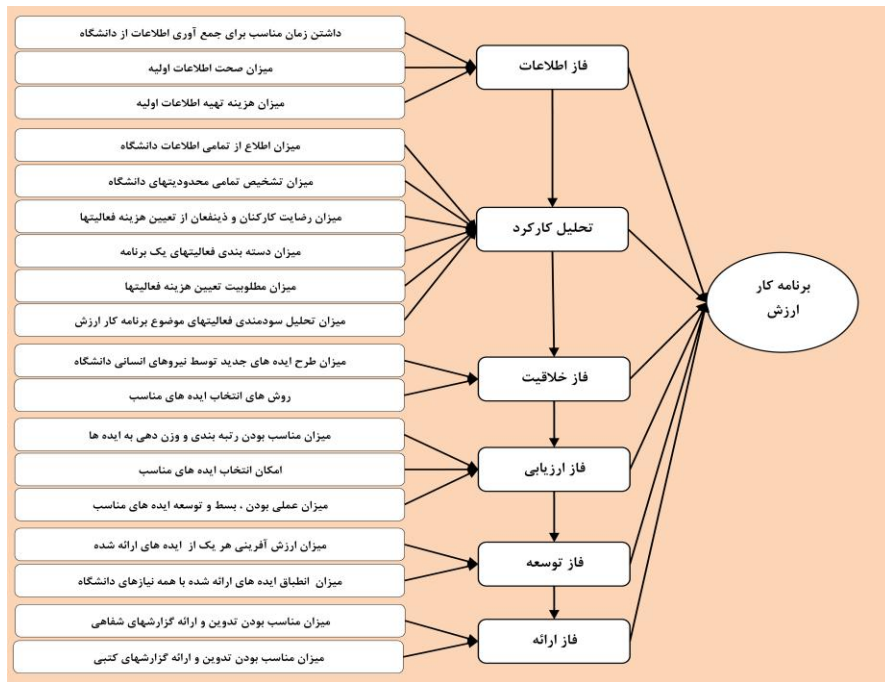 داشتن زمان مناسب برای جمع آوری اطلاعات از دانشگاه
میزان صحت اطلاعات اولیه
میزان هزینه تهیه اطلاعات اولیه
فاز اطلاعات
میزان اطلاع از تمامی اطلاعات دانشگاه
میزان تشخیص تمامی محدودیتهای دانشگاه
میزان رضایت کارکنان و ذینفعان از تعیین هزینه فعالیتها
میزان دسته بندی فعالیتهای یک برنامه
میزان مطلوبیت تعیین هزینه فعالیتها
میزان تحلیل سودمندی فعالیتهای موضوع برنامه کار ارزش
تحلیل کارکرد
میزان طرح ایده های جدید توسط نیروهای انسانی دانشگاه
روش های انتخاب ایده های مناسب
فاز خلاقیت
میزان مناسب بودن رتبه بندی و وزن دهی به ایده ها
امکان انتخاب ایده های مناسب
میزان عملی بودن ، بسط و توسعه ایده های مناسب
فاز ارزیابی
میزان ارزش آفرینی هر یک از ایده های ارائه شده
میزان انطباق ایده های ارائه شده با همه نیازهای دانشگاه
فاز توسعه
میزان مناسب بودن تدوین و ارائه گزارشهای شفاهی
میزان مناسب بودن تدوین و ارائه گزارشهای کتبی
فاز ارائه
برنامه کار
ارزش